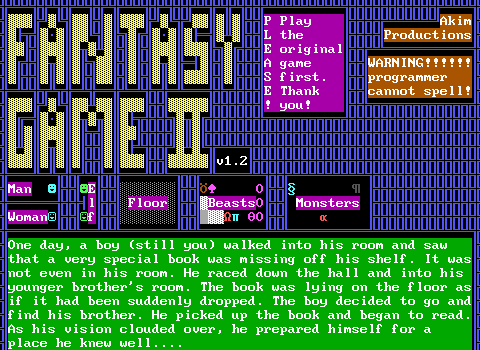 FANTASY
GAME II
v1.2
PLEASE!
Play
the
original
game
first.
Thank
you!
Akim
Productions
WARNING!!!!!!
programmer
cannot spell!
Man
Woman
Elf
Floor
Beasts
Monsters
One day, a boy (still you) walked into his room and saw
that a very special book was missing off his shelf. It was
not even in his room. He raced down the hall and into his
younger brother's room. The book was lying on the floor as
if it had been suddenly dropped. The boy decided to go and
find his brother. He picked up the book and began to read.
As his vision clouded over, he prepared himself for a
place he knew well....